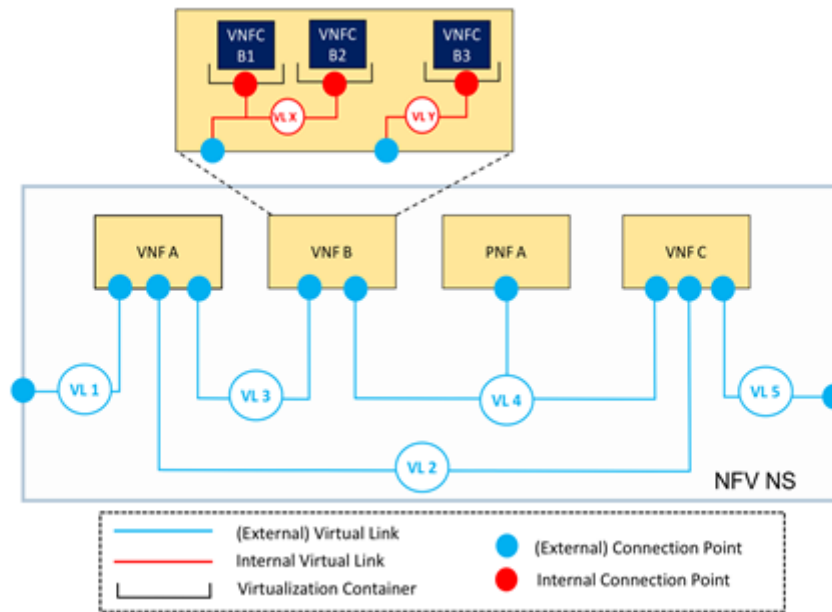 VNFC
B1
VNFC
B2
VNFC
B3
VL X
VL Y
VNF A
VNF B
PNF A
VNF C
VL 1
VL 3
VL 4
VL 5
VL 2
NFV NS
(External) Virtual Link
Internal Virtual Link
Virtualization Container
(External) Connection Point
Internal Connection Point